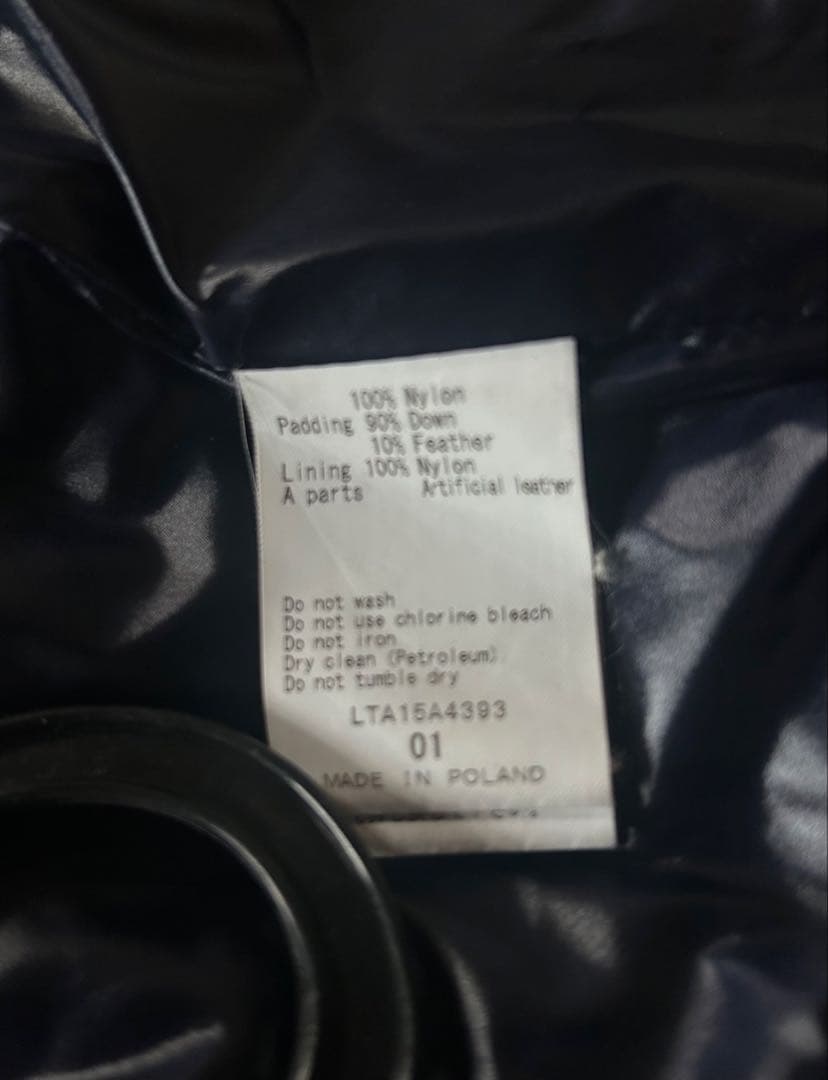 100% Nylon
Padding 90% Down
10% Feather
Lining 100% Nylon
A parts Artificial leather
Do not wash
Do not use chlorine bleach
Do not iron
Dry clean (Petroleum)
Do not tumble dry
LTA15A4393
01
MADE IN POLAND